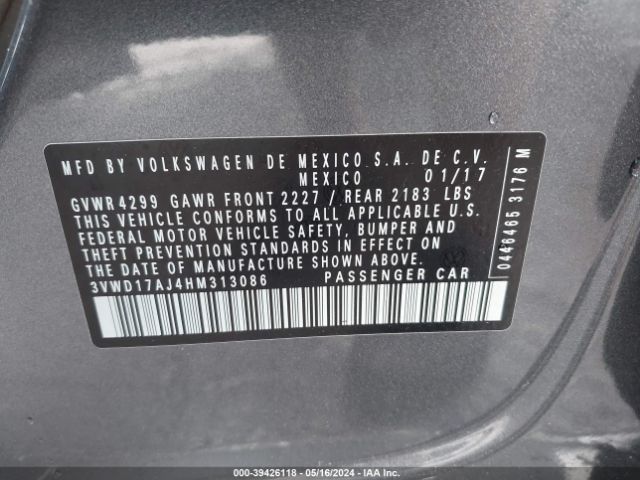 MFD BY VOLKSWAGEN DE MEXICO S.A. DE C.V.
MEXICO 01/17
GVWR 4299 GAWR FRONT 2227 / REAR 2183 LBS
THIS VEHICLE CONFORMS TO ALL APPLICABLE U.S.
FEDERAL MOTOR VEHICLE SAFETY, BUMPER AND
THEFT PREVENTION STANDARDS IN EFFECT ON
THE DATE OF MANUFACTURE SHOWN ABOVE.
3VWD17AJ4HM313086 PASSENGER CAR
0446465 3176 M
000-39426118 - 05/16/2024 - IAA Inc.